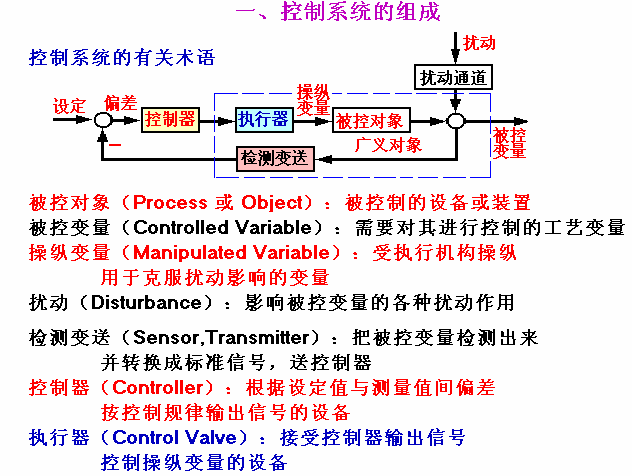 一、控制系统的组成
控制系统的有关术语
扰动
扰动通道
设定
偏差
控制器
执行器
操纵
变量
被控对象
广义对象
被控
变量
－
检测变送
被控对象（Process 或 Object）：被控制的设备或装置
被控变量（Controlled Variable）：需要对其进行控制的工艺变量
操纵变量（Manipulated Variable）：受执行机构操纵
用于克服扰动影响的变量
扰动（Disturbance）：影响被控变量的各种扰动作用
检测变送（Sensor,Transmitter）：把被控变量检测出来
并转换成标准信号，送控制器
控制器（Controller）：根据设定值与测量值间偏差
按控制规律输出信号的设备
执行器（Control Valve）：接受控制器输出信号
控制操纵变量的设备